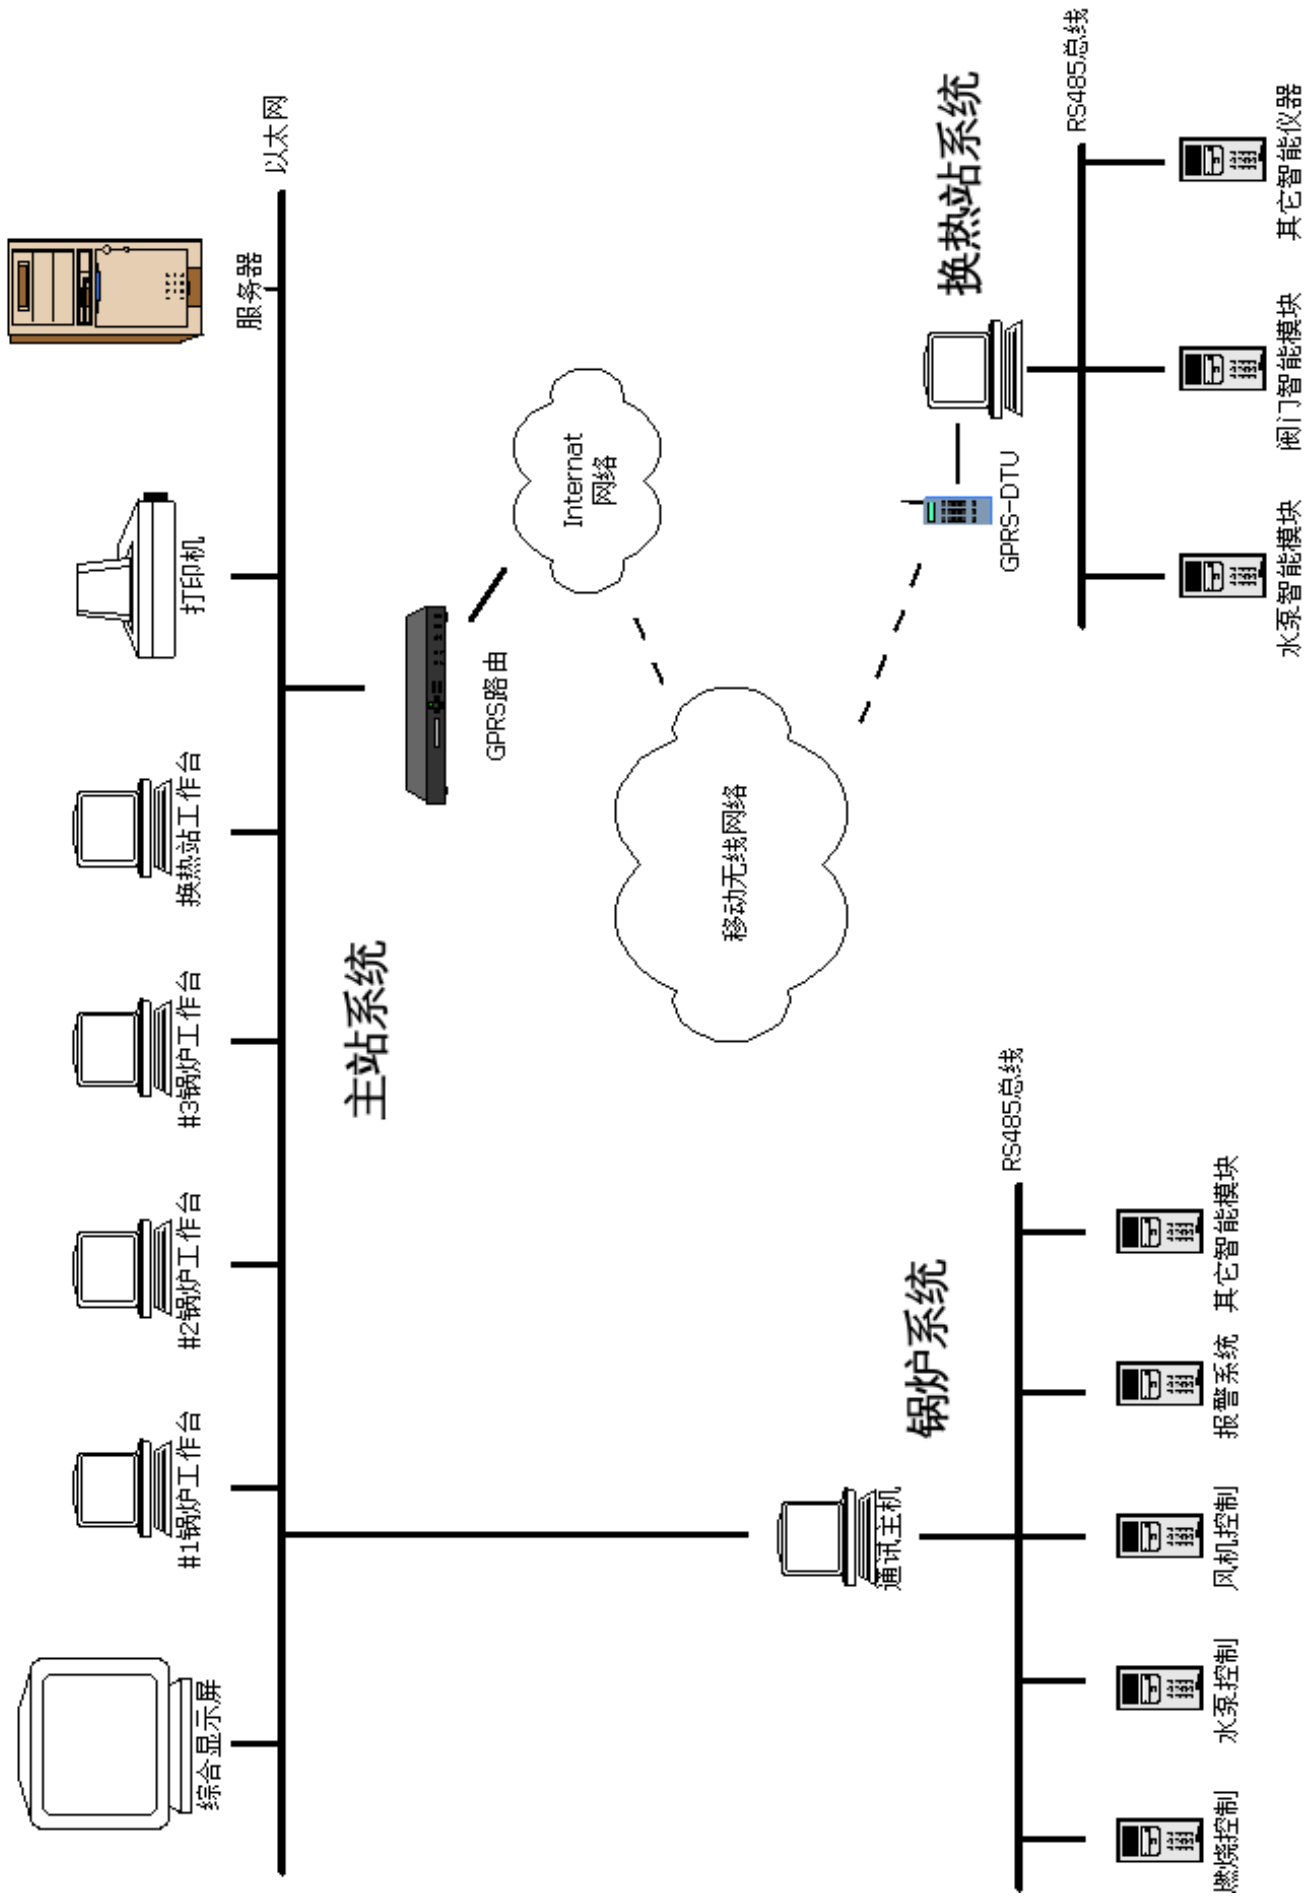 综合显示屏
#1锅炉工作台
#2锅炉工作台
#3锅炉工作台
换热站工作台
打印机
服务器
以太网
主站系统
GPRS路由
Internat
网络
移动无线网络
通讯主机
锅炉系统
RS485总线
燃烧控制
水泵控制
风机控制
报警系统
其它智能模块
GPRS-DTU
换热站系统
RS485总线
水泵智能模块
阀门智能模块
其它智能仪器